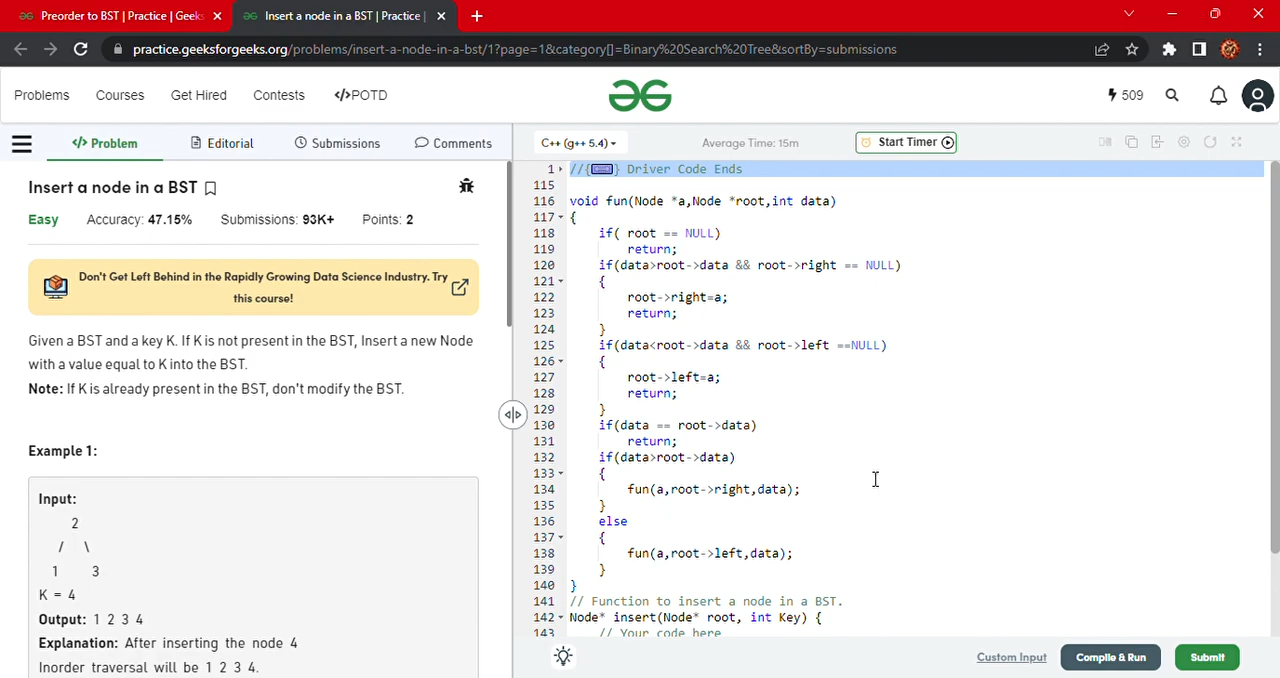 Preorder to BST | Practice | Geek
Insert a node in a BST | Practice |
practice.geeksforgeeks.org/problems/insert-a-node-in-a-bst/1?page=1&category[]=Binary%20Search%20Tree&sortBy=submissions
Problems Courses Get Hired Contests </>POTD 509
</> Problem Editorial Submissions Comments
C++ (g++ 5.4) Average Time: 15m Start Timer
Insert a node in a BST
Easy Accuracy: 47.15% Submissions: 93K+ Points: 2
Don't Get Left Behind in the Rapidly Growing Data Science Industry. Try
this course!
Given a BST and a key K. If K is not present in the BST, Insert a new Node
with a value equal to K into the BST.
Note: If K is already present in the BST, don't modify the BST.
Example 1:
Input:
2
/ \
1 3
K = 4
Output: 1 2 3 4
Explanation: After inserting the node 4
Inorder traversal will be 1 2 3 4.
1 //{ } Driver Code Ends
115
116 void fun(Node *a,Node *root,int data)
117 {
118 if( root == NULL)
119 return;
120 if(data>root->data && root->right == NULL)
121 {
122 root->right=a;
123 return;
124 }
125 if(data<root->data && root->left ==NULL)
126 {
127 root->left=a;
128 return;
129 }
130 if(data == root->data)
131 return;
132 if(data>root->data)
133 {
134 fun(a,root->right,data);
135 }
136 else
137 {
138 fun(a,root->left,data);
139 }
140 }
141 // Function to insert a node in a BST.
142 Node* insert(Node* root, int Key) {
143 // Your code here
Custom Input Compile & Run Submit